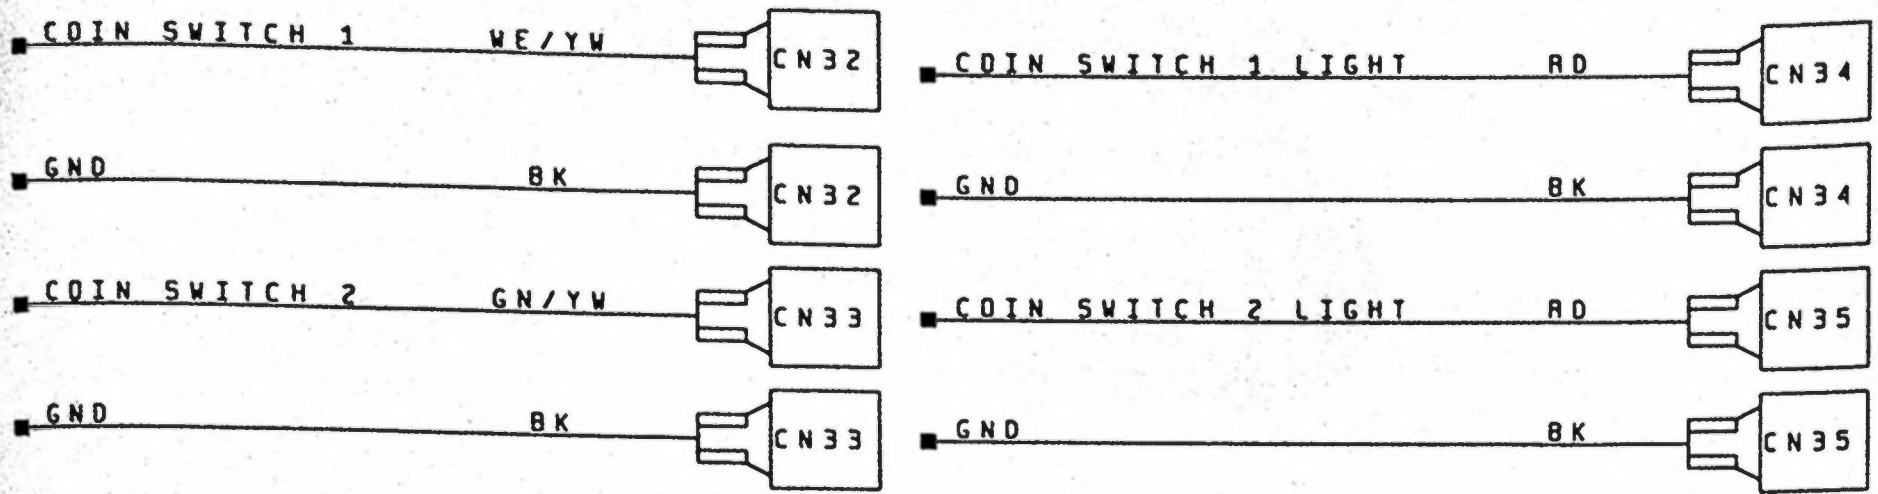 COIN SWITCH 1 WE/YW CN32
GND BK CN32
COIN SWITCH 2 GN/YW CN33
GND BK CN33
COIN SWITCH 1 LIGHT RD CN34
GND BK CN34
COIN SWITCH 2 LIGHT RD CN35
GND BK CN35